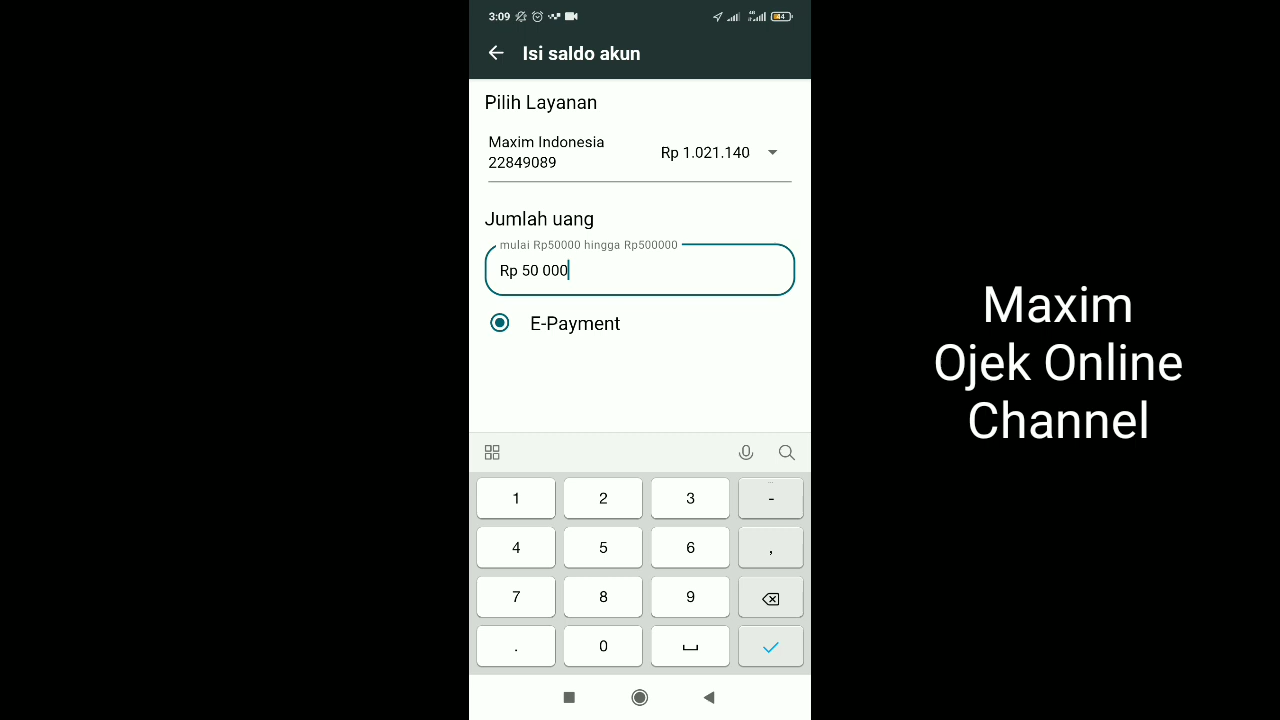 3:09
Isi saldo akun
Pilih Layanan
Maxim Indonesia
22849089
Rp 1.021.140
Jumlah uang
mulai Rp50000 hingga Rp500000
Rp 50 000
E-Payment
1 2 3 -
4 5 6 ,
7 8 9
. 0
Maxim
Ojek Online
Channel